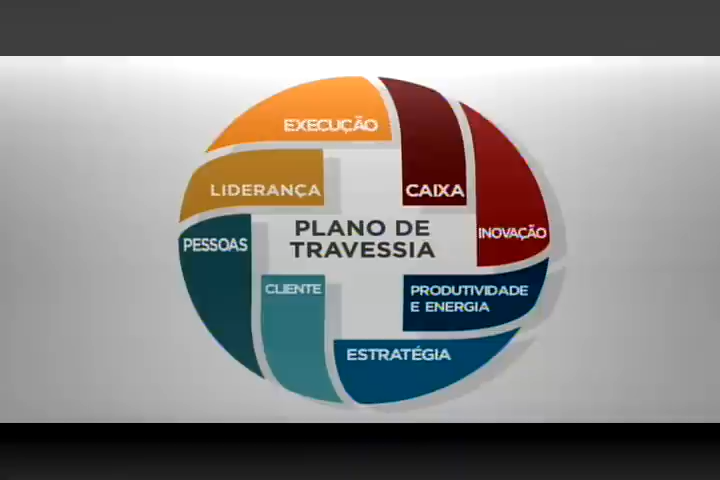 EXECUÇÃO
LIDERANÇA
CAIXA
PLANO DE
TRAVESSIA
INOVAÇÃO
PESSOAS
CLIENTE
PRODUTIVIDADE
E ENERGIA
ESTRATÉGIA